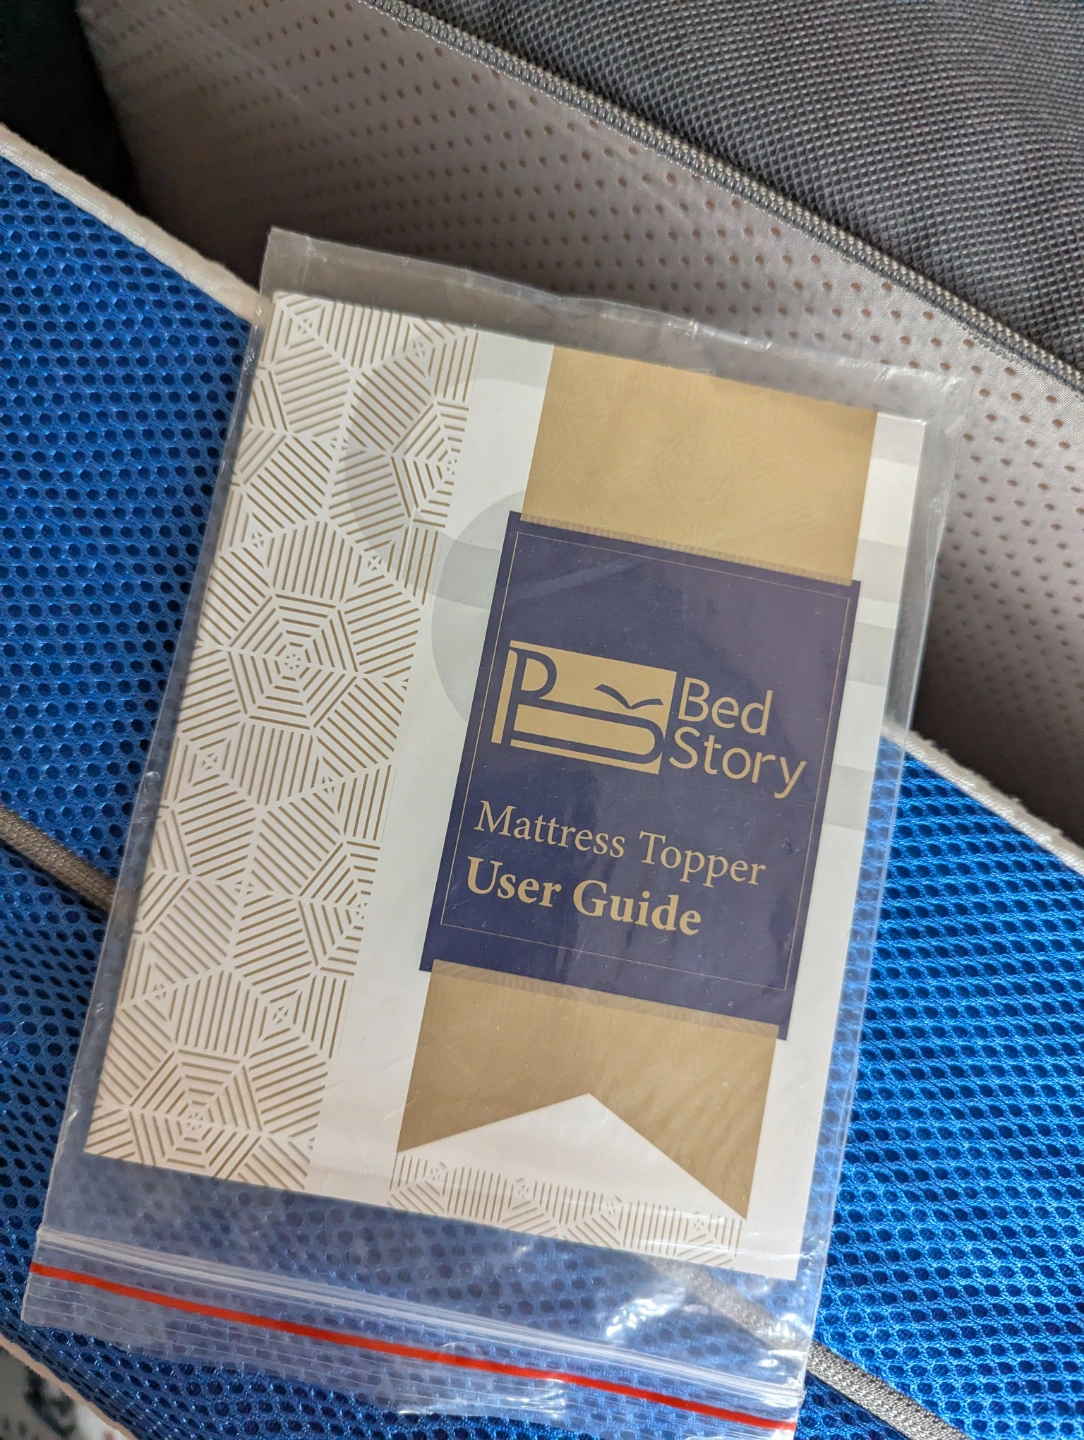 Bed
Story
Mattress Topper
User Guide